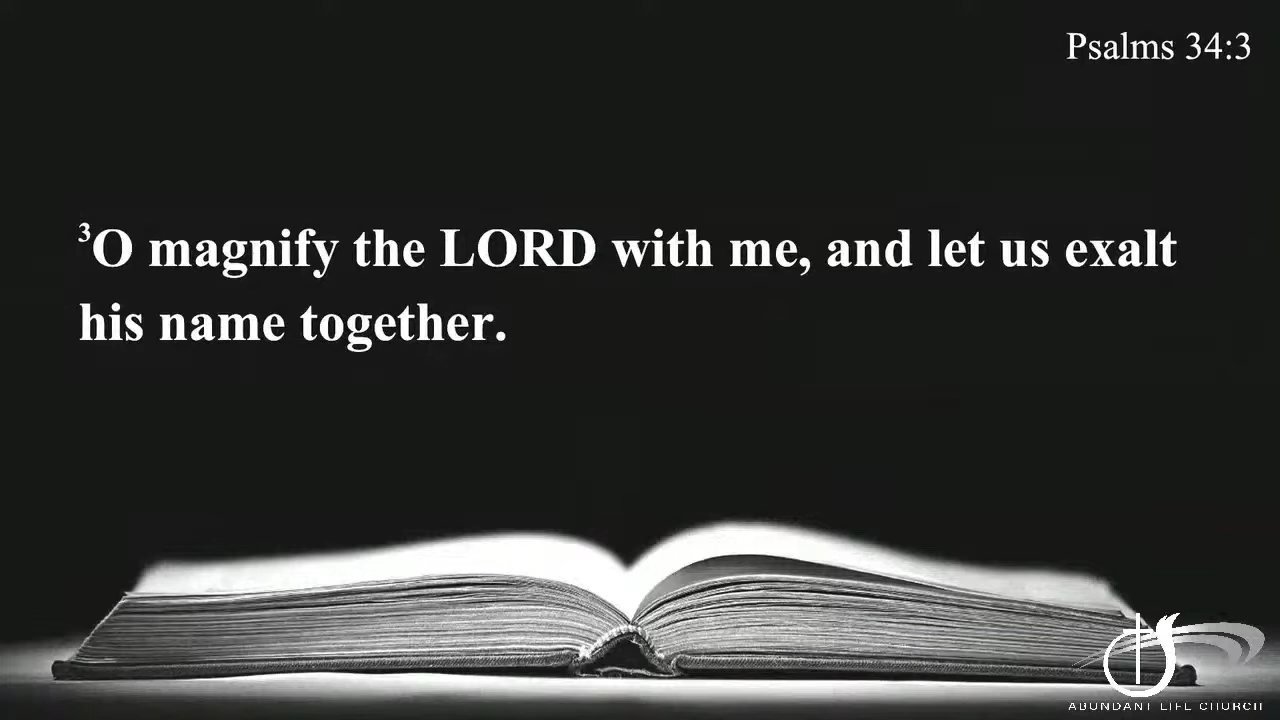 Psalms 34:3
³O magnify the LORD with me, and let us exalt
his name together.
ABUNDANT LIFE CHURCH